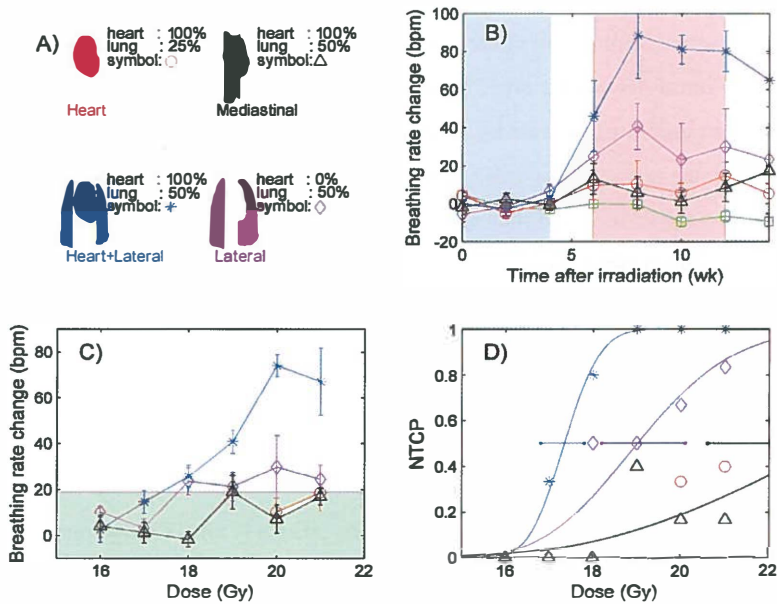 A)
heart : 100%
lung : 25%
symbol:
Heart
heart : 100%
lung : 50%
symbol:
Mediastinal
heart : 100%
lung : 50%
symbol:
Heart+Lateral
heart : 0%
lung : 50%
symbol:
Lateral
B)
Breathing rate change (bpm)
100
80
60
40
20
0
-20
0 5 10
Time after irradiation (wk)
C)
Breathing rate change (bpm)
80
60
40
20
0
16 18 20 22
Dose (Gy)
D)
NTCP
1
0.8
0.6
0.4
0.2
0
16 18 20 22
Dose (Gy)